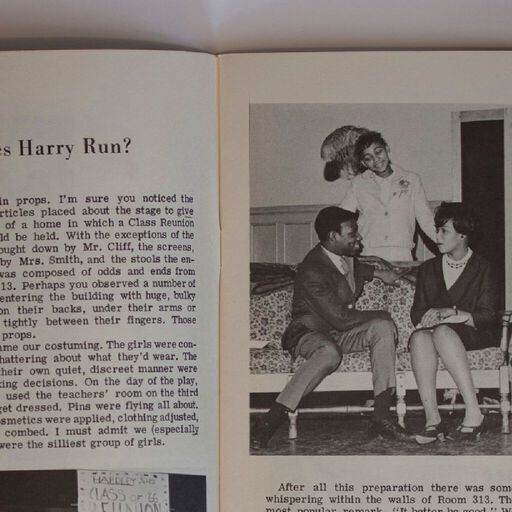 es Harry Run?
in props. I'm sure you noticed the
rticles placed about the stage to give
of a home in which a Class Reunion
ld be held. With the exceptions of the
ought down by Mr. Cliff, the screens,
by Mrs. Smith, and the stools the en-
was composed of odds and ends from
13. Perhaps you observed a number of
entering the building with huge, bulky
on their backs, under their arms or
tightly between their fingers. Those
props.
ame our costuming. The girls were con-
hattering about what they'd wear. The
their own quiet, discreet manner were
king decisions. On the day of the play,
used the teachers' room on the third
get dressed. Pins were flying all about.
osmetics were applied, clothing adjusted,
combed. I must admit we (especially
were the silliest group of girls.
CLASS of 66
REUNION
After all this preparation there was som
whispering within the walls of Room 313. Th
most popular remark, "It better be good." W